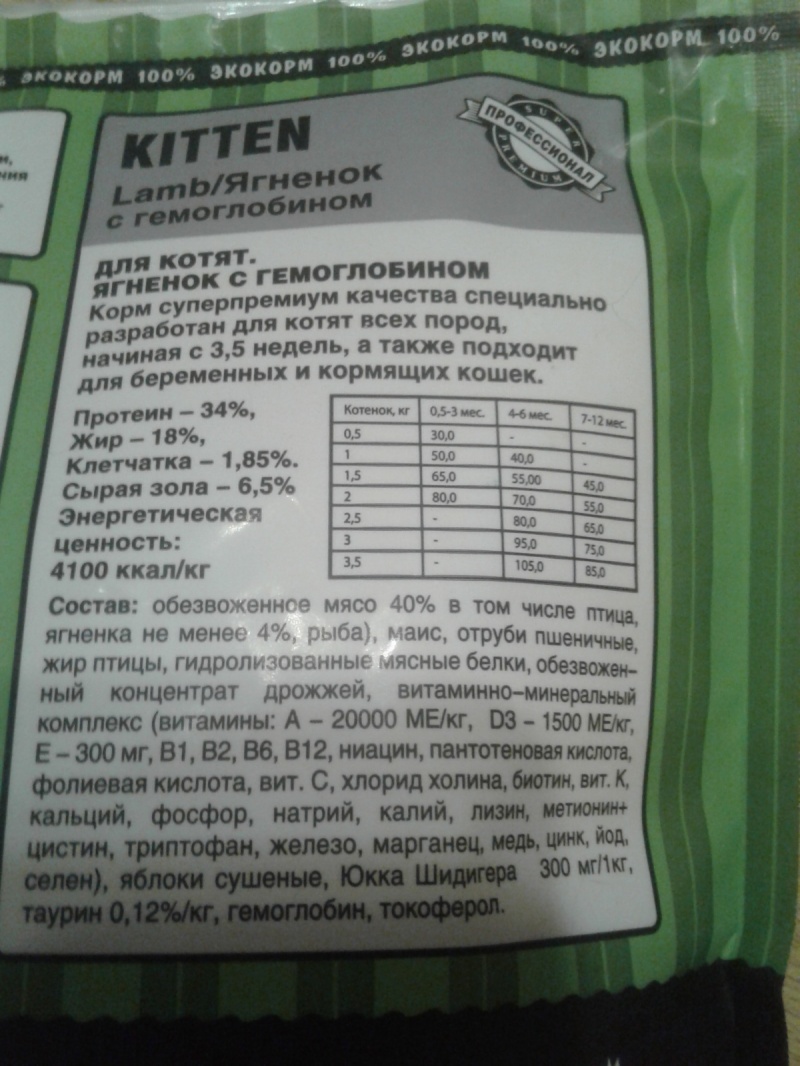 ЭКОКОРМ 100% ЭКОКОРМ 100% ЭКОКОРМ 100% ЭКОКОРМ 100%
KITTEN
Lamb/Ягненок
с гемоглобином
SUPER
ПРОФЕССИОНАЛ
PREMIUM
ДЛЯ КОТЯТ.
ЯГНЕНОК С ГЕМОГЛОБИНОМ
Корм суперпремиум качества специально
разработан для котят всех пород,
начиная с 3,5 недель, а также подходит
для беременных и кормящих кошек.
Протеин – 34%,
Жир – 18%,
Клетчатка – 1,85%.
Сырая зола – 6,5%
Энергетическая
ценность:
4100 ккал/кг
Котенок, кг 0,5-3 мес. 4-6 мес. 7-12 мес.
0,5 30,0 - -
1 50,0 40,0 -
1,5 65,0 55,00 45,0
2 80,0 70,0 55,0
2,5 - 80,0 65,0
3 - 95,0 75,0
3,5 - 105,0 85,0
Состав: обезвоженное мясо 40% в том числе птица,
ягненка не менее 4%, рыба), маис, отруби пшеничные,
жир птицы, гидролизованные мясные белки, обезвожен-
ный концентрат дрожжей, витаминно-минеральный
комплекс (витамины: А – 20000 МЕ/кг, D3 – 1500 МЕ/кг,
Е – 300 мг, В1, В2, В6, В12, ниацин, пантотеновая кислота,
фолиевая кислота, вит. С, хлорид холина, биотин, вит. К,
кальций, фосфор, натрий, калий, лизин, метионин+
цистин, триптофан, железо, марганец, медь, цинк, йод,
селен), яблоки сушеные, Юкка Шидигера 300 мг/1кг,
таурин 0,12%/кг, гемоглобин, токоферол.